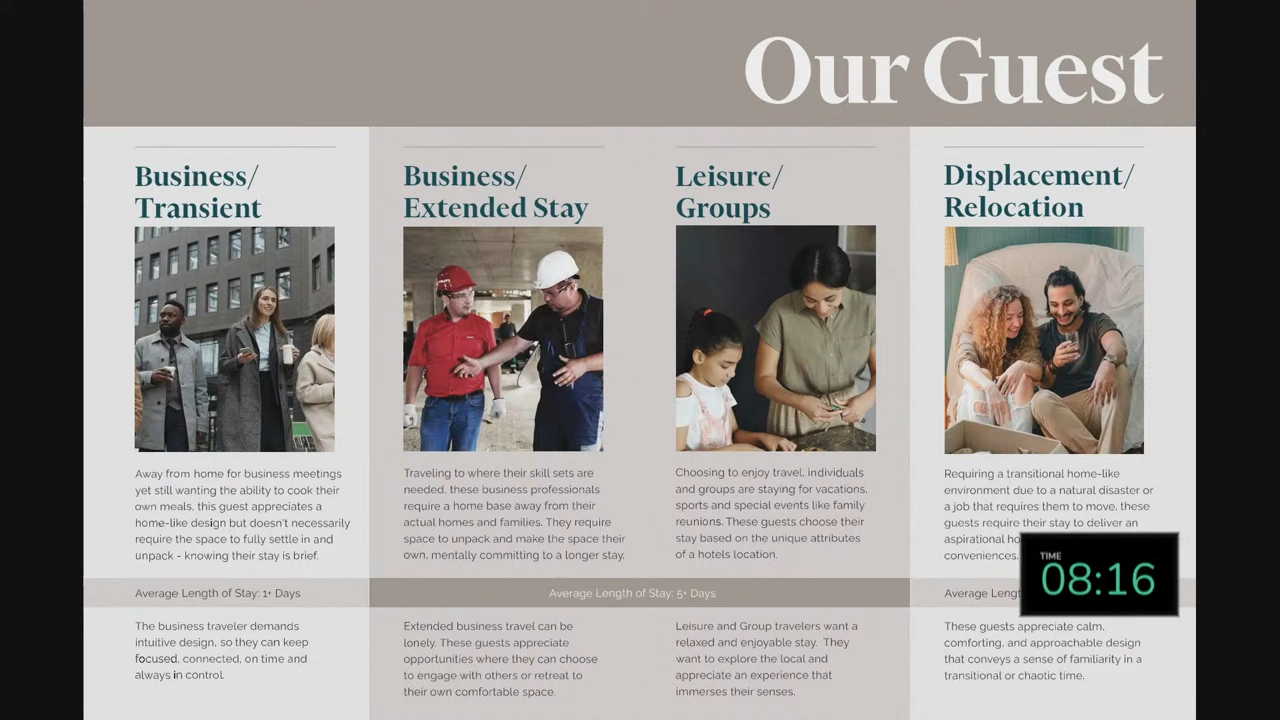 Our Guest
Business/
Transient
Away from home for business meetings
yet still wanting the ability to cook their
own meals, this guest appreciates a
home-like design but doesn't necessarily
require the space to fully settle in and
unpack - knowing their stay is brief.
Average Length of Stay: 1+ Days
The business traveler demands
intuitive design, so they can keep
focused, connected, on time and
always in control.
Business/
Extended Stay
Traveling to where their skill sets are
needed, these business professionals
require a home base away from their
actual homes and families. They require
space to unpack and make the space their
own, mentally committing to a longer stay.
Average Length of Stay: 5+ Days
Extended business travel can be
lonely. These guests appreciate
opportunities where they can choose
to engage with others or retreat to
their own comfortable space.
Leisure/
Groups
Choosing to enjoy travel, individuals
and groups are staying for vacations,
sports and special events like family
reunions. These guests choose their
stay based on the unique attributes
of a hotels location.
Leisure and Group travelers want a
relaxed and enjoyable stay. They
want to explore the local and
appreciate an experience that
immerses their senses.
Displacement/
Relocation
Requiring a transitional home-like
environment due to a natural disaster or
a job that requires them to move, these
guests require their stay to deliver an
aspirational
conveniences.
Average Length
These guests appreciate calm,
comforting, and approachable design
that conveys a sense of familiarity in a
transitional or chaotic time.
TIME
08:16